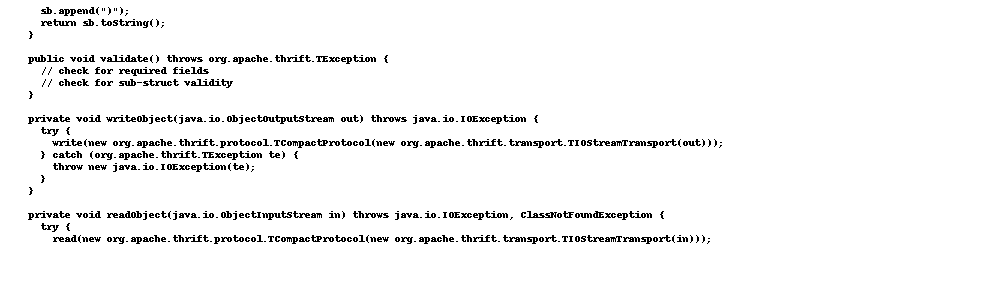 sb.append(")");
return sb.toString();
}
public void validate() throws org.apache.thrift.TException {
// check for required fields
// check for sub-struct validity
}
private void writeObject(java.io.ObjectOutputStream out) throws java.io.IOException {
try {
write(new org.apache.thrift.protocol.TCompactProtocol(new org.apache.thrift.transport.TIOStreamTransport(out)));
} catch (org.apache.thrift.TException te) {
throw new java.io.IOException(te);
}
}
private void readObject(java.io.ObjectInputStream in) throws java.io.IOException, ClassNotFoundException {
try {
read(new org.apache.thrift.protocol.TCompactProtocol(new org.apache.thrift.transport.TIOStreamTransport(in)));